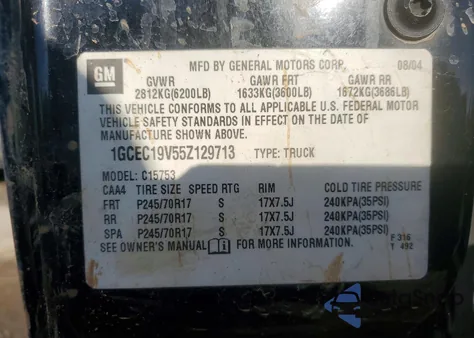 GM
MFD BY GENERAL MOTORS CORP. 08/04
GVWR GAWR FRT GAWR RR
2812KG(6200LB) 1633KG(3600LB) 1672KG(3686LB)
THIS VEHICLE CONFORMS TO ALL APPLICABLE U.S. FEDERAL MOTOR
VEHICLE SAFETY STANDARDS IN EFFECT ON THE DATE OF
MANUFACTURE SHOWN ABOVE.
1GCEC19V55Z129713 TYPE: TRUCK
MODEL: C15753
CAA4 TIRE SIZE SPEED RTG RIM COLD TIRE PRESSURE
FRT P245/70R17 S 17X7.5J 240KPA(35PSI)
RR P245/70R17 S 17X7.5J 240KPA(35PSI)
SPA P245/70R17 S 17X7.5J 240KPA(35PSI)
SEE OWNER'S MANUAL FOR MORE INFORMATION.
F 316
T 492